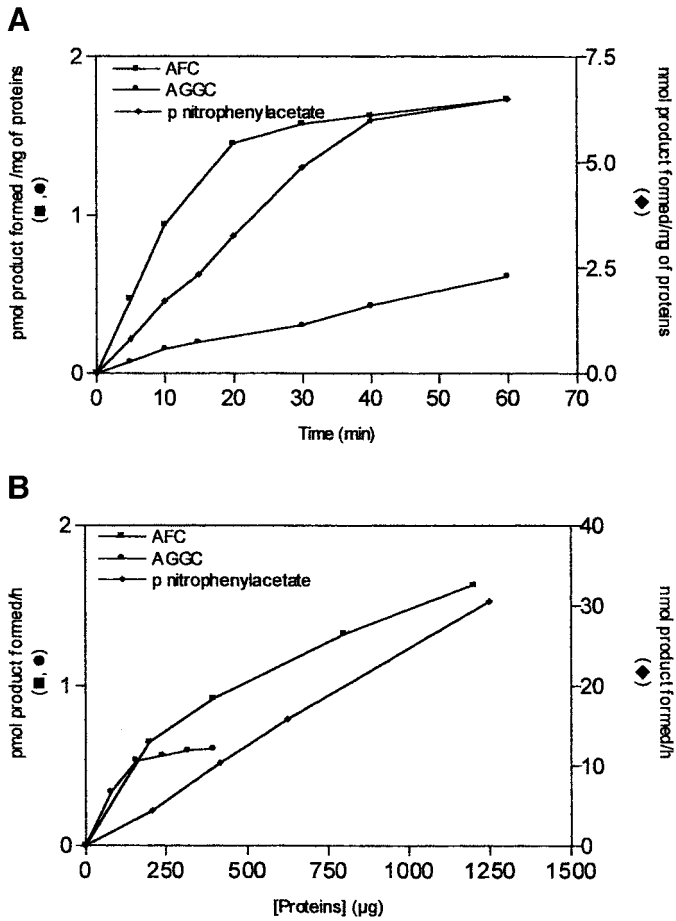 A
AFC
AGGC
p nitrophenylacetate
pmol product formed /mg of proteins
(■ ,●)
2
1
0
7.5
5.0
2.5
0.0
nmol product formed/mg of proteins
(◆)
0 10 20 30 40 50 60 70
Time (min)
B
AFC
AGGC
p nitrophenylacetate
pmol product formed/h
(■, ●)
2
1
0
40
30
20
10
0
nmol product formed/h
(◆)
0 250 500 750 1000 1250 1500
[Proteins] (µg)